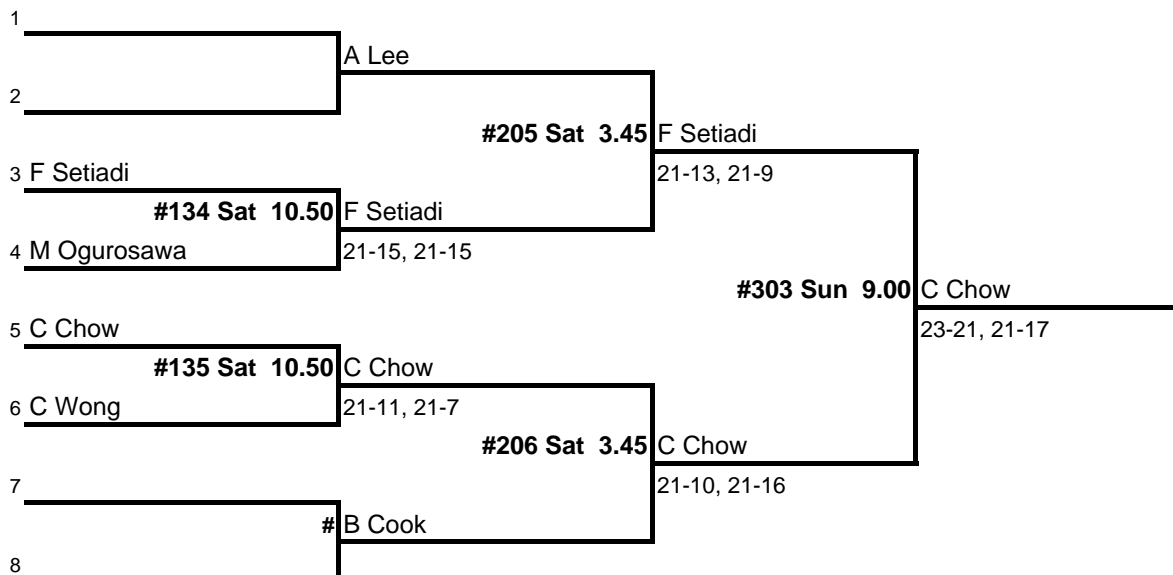 1
A Lee
2
#205 Sat 3.45 F Setiadi
3 F Setiadi
21-13, 21-9
#134 Sat 10.50 F Setiadi
4 M Ogurosawa
21-15, 21-15
#303 Sun 9.00 C Chow
5 C Chow
23-21, 21-17
#135 Sat 10.50 C Chow
6 C Wong
21-11, 21-7
#206 Sat 3.45 C Chow
7
21-10, 21-16
# B Cook
8